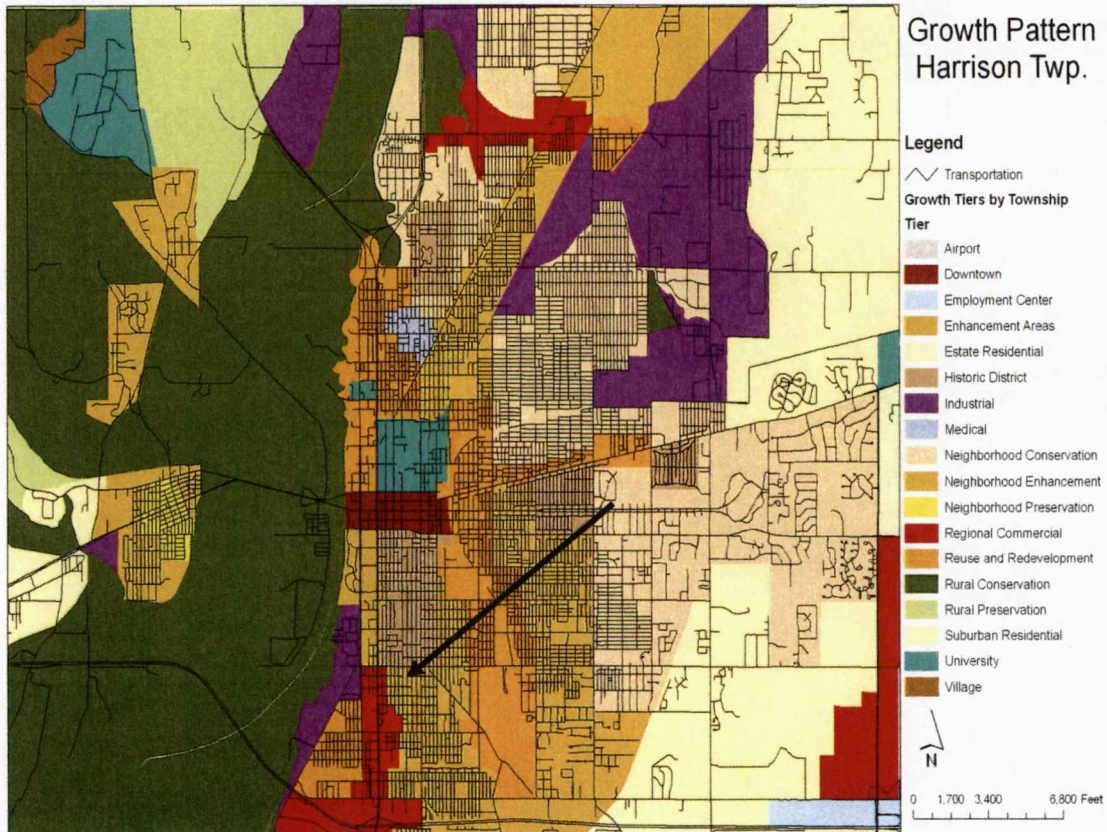 Growth Pattern
Harrison Twp.
Legend
Transportation
Growth Tiers by Township
Tier
Airport
Downtown
Employment Center
Enhancement Areas
Estate Residential
Historic District
Industrial
Medical
Neighborhood Conservation
Neighborhood Enhancement
Neighborhood Preservation
Regional Commercial
Reuse and Redevelopment
Rural Conservation
Rural Preservation
Suburban Residential
University
Village
N
0 1,700 3,400 6,800 Feet